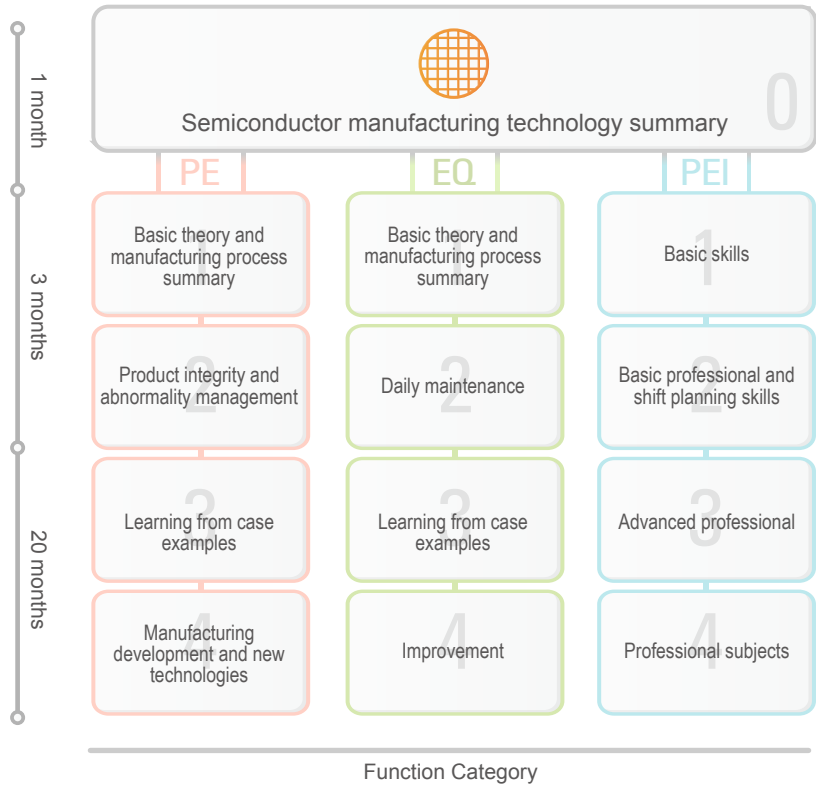 1 month
0
Semiconductor manufacturing technology summary
PE
EQ
PEI
3 months
1
Basic theory and
manufacturing process
summary
1
Basic theory and
manufacturing process
summary
1
Basic skills
2
Product integrity and
abnormality management
2
Daily maintenance
2
Basic professional and
shift planning skills
20 months
3
Learning from case
examples
3
Learning from case
examples
3
Advanced professional
4
Manufacturing
development and new
technologies
4
Improvement
4
Professional subjects
Function Category